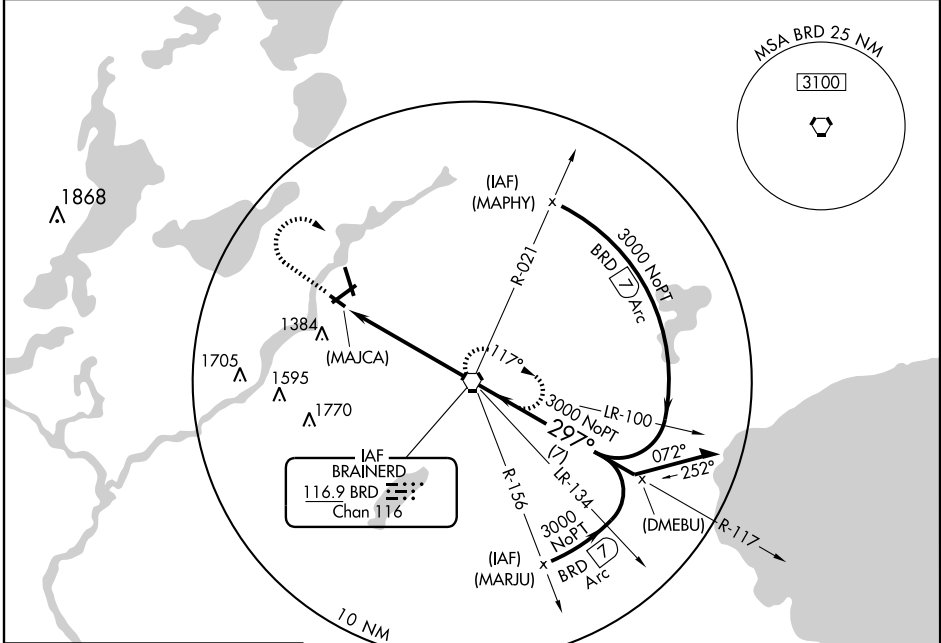 MSA BRD 25 NM
3100
1868
(IAF)
(MAPHY)
3000 NoPT
BRD 7 Arc
R-021
1384
(MAJCA)
1705
1595
1770
117°
3000 NoPT
LR-100
297°
(7)
072°
252°
IAF
BRAINERD
116.9 BRD
Chan 116
R-156
LR-134
(DMEBU)
R-117
3000
NoPT
(IAF)
(MARJU)
BRD 7
Arc
10 NM